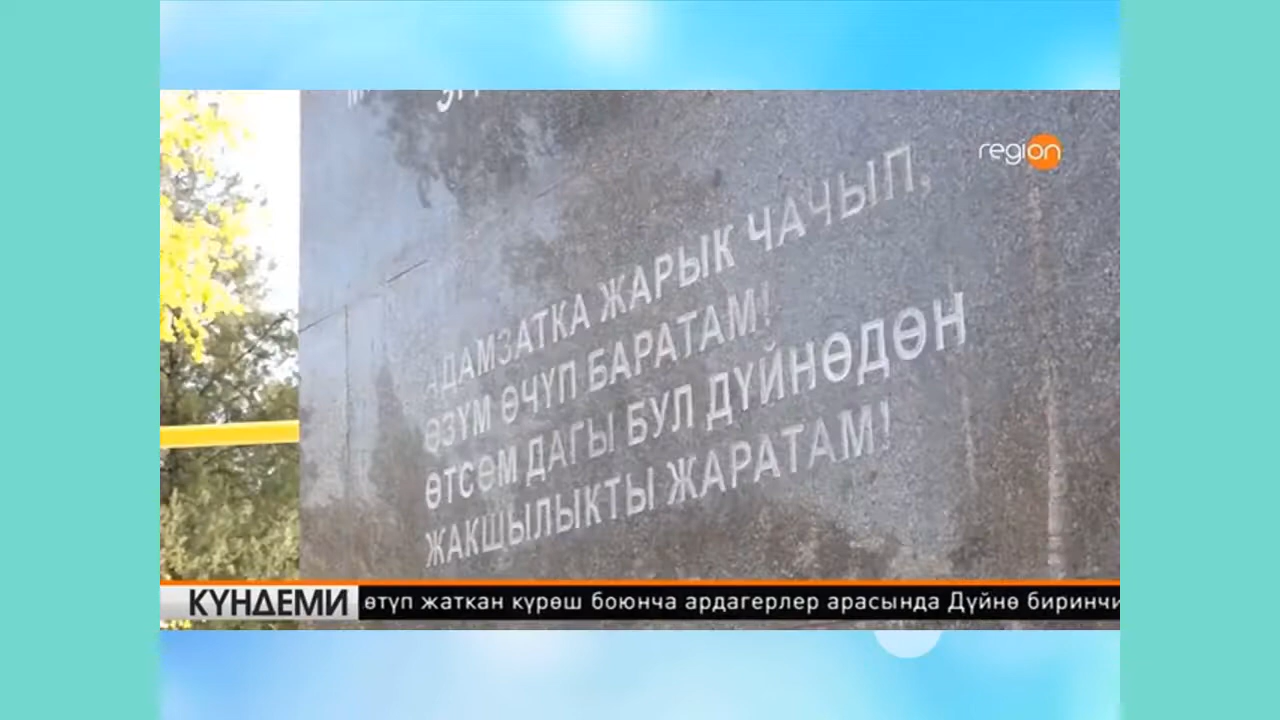 region
АДАМЗАТКА ЖАРЫК ЧАЧЫП,
ӨЗҮМ ӨЧҮП БАРАТАМ!
ӨТСӨМ ДАГЫ БУЛ ДҮЙНӨДӨН
ЖАКШЫЛЫКТЫ ЖАРАТАМ!
КҮНДЕМИ
өтүп жаткан күрөш боюнча ардагерлер арасында Дүйнө биринчи